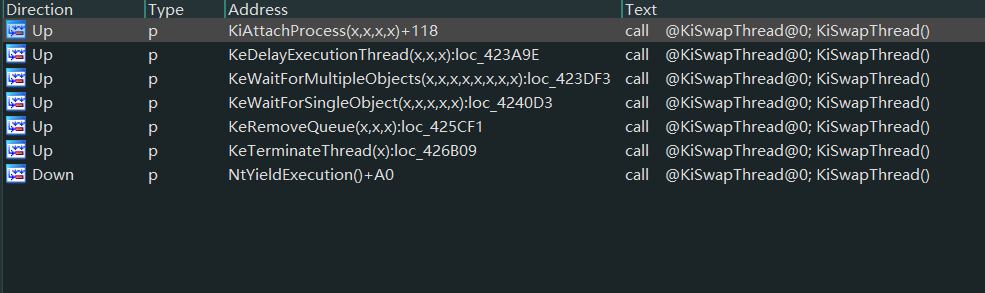 Direction Type Address Text
Up p KiAttachProcess(x,x,x,x)+118 call @KiSwapThread@0; KiSwapThread()
Up p KeDelayExecutionThread(x,x,x):loc_423A9E call @KiSwapThread@0; KiSwapThread()
Up p KeWaitForMultipleObjects(x,x,x,x,x,x,x,x):loc_423DF3 call @KiSwapThread@0; KiSwapThread()
Up p KeWaitForSingleObject(x,x,x,x,x):loc_4240D3 call @KiSwapThread@0; KiSwapThread()
Up p KeRemoveQueue(x,x,x):loc_425CF1 call @KiSwapThread@0; KiSwapThread()
Up p KeTerminateThread(x):loc_426B09 call @KiSwapThread@0; KiSwapThread()
Down p NtYieldExecution()+A0 call @KiSwapThread@0; KiSwapThread()